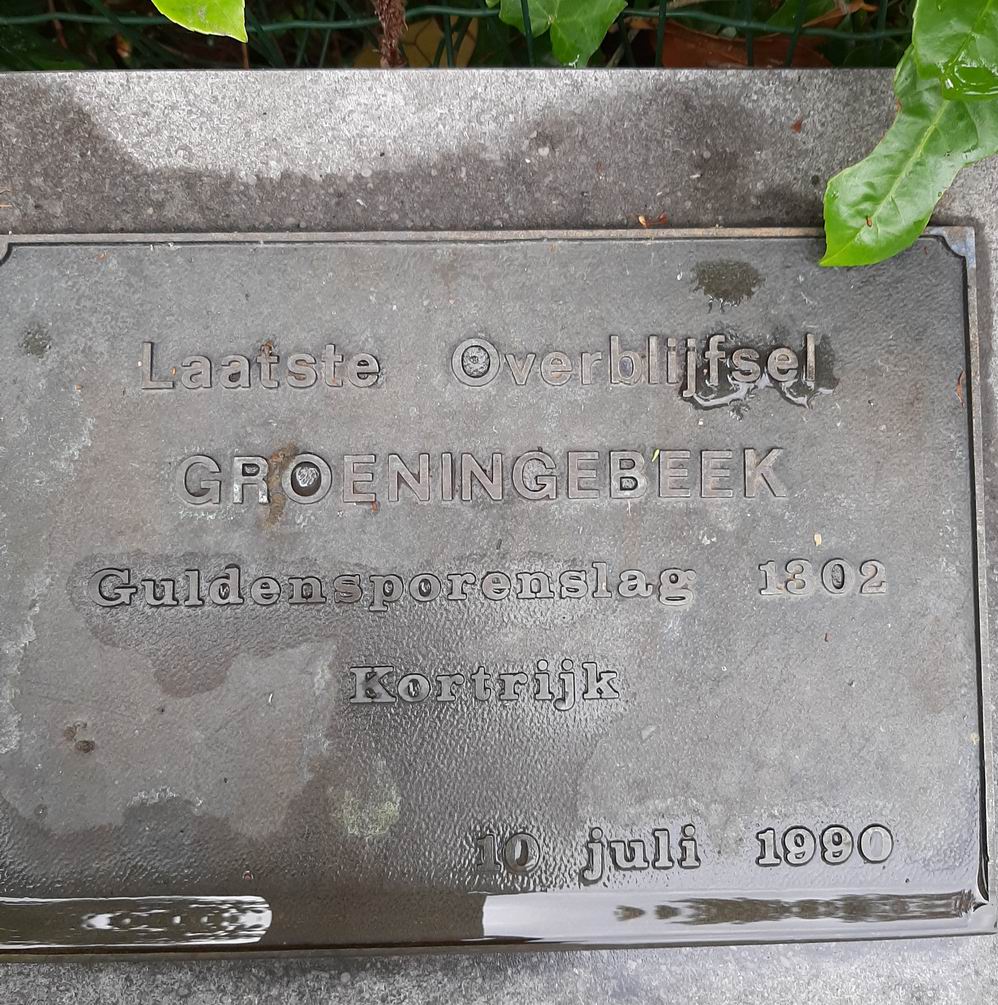 Laatste Overblijfsel
GROENINGEBEEK
Guldensporenslag 1302
Kortrijk
10 juli 1990